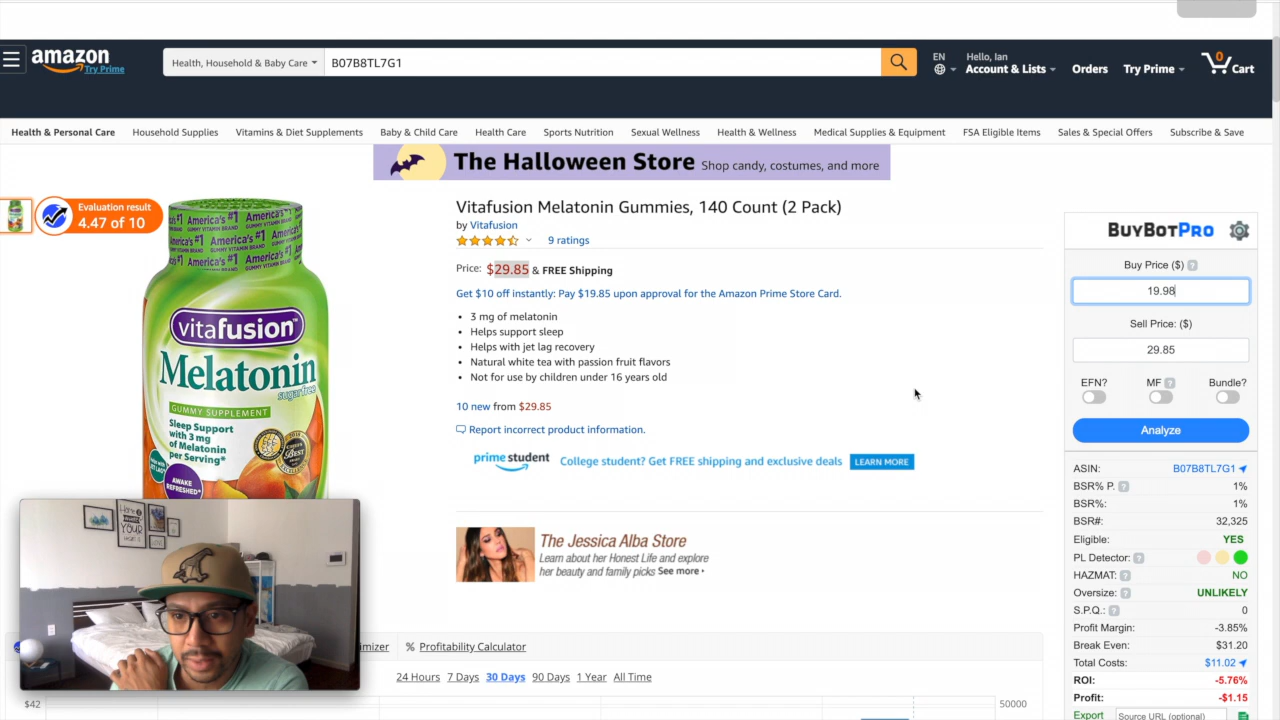 amazon
Try Prime
Health, Household & Baby Care
B07B8TL7G1
EN
Hello, Ian
Account & Lists
Orders
Try Prime
0
Cart
Health & Personal Care
Household Supplies
Vitamins & Diet Supplements
Baby & Child Care
Health Care
Sports Nutrition
Sexual Wellness
Health & Wellness
Medical Supplies & Equipment
FSA Eligible Items
Sales & Special Offers
Subscribe & Save
The Halloween Store Shop candy, costumes, and more
Evaluation result
4.47 of 10
America's #1
GUMMY VITAMIN BRAND
vitafusion
Melatonin
sugarfree
GUMMY SUPPLEMENT
Sleep Support
with 3 mg
of Melatonin
per Serving*
AWAKE
REFRESHED*
Vitafusion Melatonin Gummies, 140 Count (2 Pack)
by Vitafusion
9 ratings
Price: $29.85 & FREE Shipping
Get $10 off instantly: Pay $19.85 upon approval for the Amazon Prime Store Card.
• 3 mg of melatonin
• Helps support sleep
• Helps with jet lag recovery
• Natural white tea with passion fruit flavors
• Not for use by children under 16 years old
10 new from $29.85
Report incorrect product information.
prime student
College student? Get FREE shipping and exclusive deals
LEARN MORE
The Jessica Alba Store
Learn about her Honest Life and explore
her beauty and family picks See more ›
imizer
% Profitability Calculator
24 Hours
7 Days
30 Days
90 Days
1 Year
All Time
$42
50000
BUYBOTPRO
Buy Price ($) ?
19.98
Sell Price: ($)
29.85
EFN?
MF ?
Bundle?
Analyze
ASIN: B07B8TL7G1
BSR% P. ? 1%
BSR%: 1%
BSR#: 32,325
Eligible: YES
PL Detector: ?
HAZMAT: ? NO
Oversize: ? UNLIKELY
S.P.Q.: ? 0
Profit Margin: -3.85%
Break Even: $31.20
Total Costs: $11.02
ROI: -5.76%
Profit: -$1.15
Export
Source URL (optional)